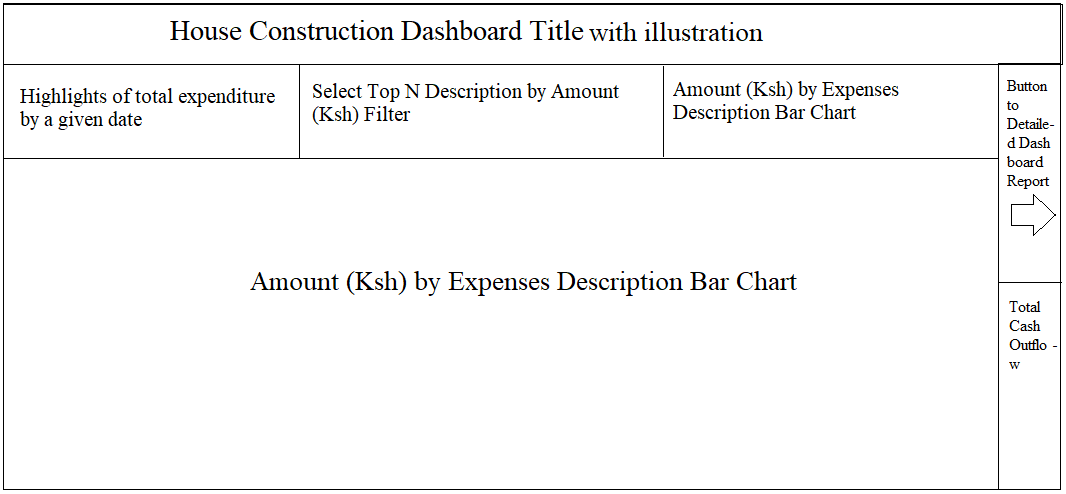 House Construction Dashboard Title with illustration
Highlights of total expenditure
by a given date
Select Top N Description by Amount
(Ksh) Filter
Amount (Ksh) by Expenses
Description Bar Chart
Button
to
Detaile-
d Dash
board
Report
Amount (Ksh) by Expenses Description Bar Chart
Total
Cash
Outflo -
w